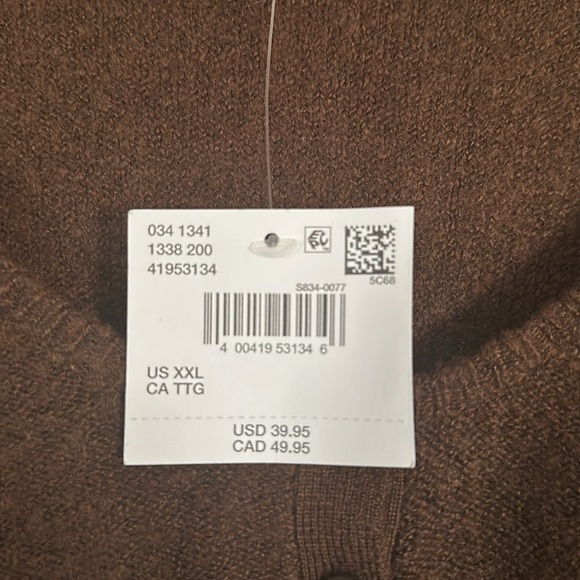 034 1341
1338 200
41953134
5C68
S834-0077
4 00419 53134 6
US XXL
CA TTG
USD 39.95
CAD 49.95